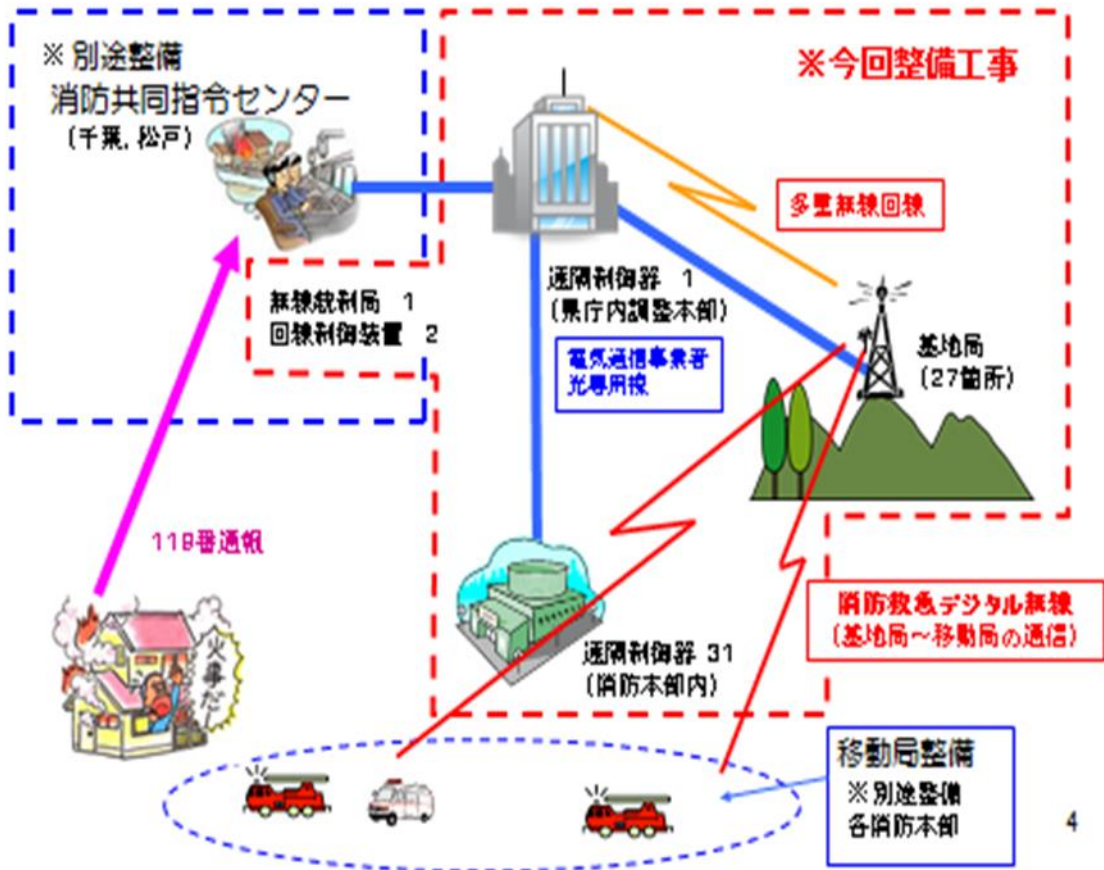 ※別途整備
消防共同指令センター
(千葉,松戸)
※今回整備工事
多重無線回線
無線統制局 1
回線制御装置 2
遠隔制御器 1
(県庁内調整本部)
電気通信事業者
光専用線
基地局
(27箇所)
119番通報
火事だ!
遠隔制御器 31
(消防本部内)
消防救急デジタル無線
(基地局~移動局の通信)
移動局整備
※別途整備
各消防本部
4